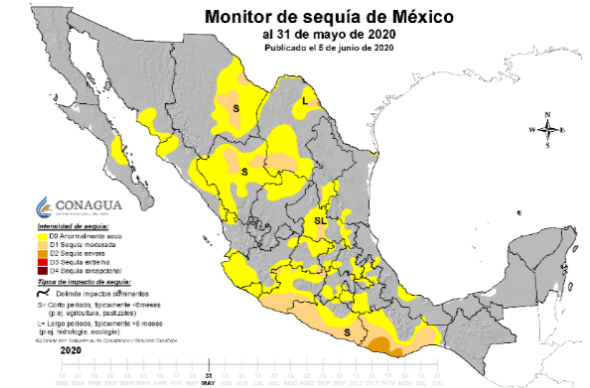 Monitor de sequía de México
al 31 de mayo de 2020
Publicado el 5 de junio de 2020
N
W E
S
S
L
S
SL
S
CONAGUA
Intensidad de sequía:
D0 Anormalmente seco
D1 Sequía moderada
D2 Sequía severa
D3 Sequía extrema
D4 Sequía excepcional
Tipos de impacto de sequía:
Delimita impactos dominantes
S= Corto periodo, típicamente <6 meses
(p.ej. agricultura, pastizales)
L= Largo periodo, típicamente >6 meses
(p.ej. hidrología, ecología)
2020
31
MAY